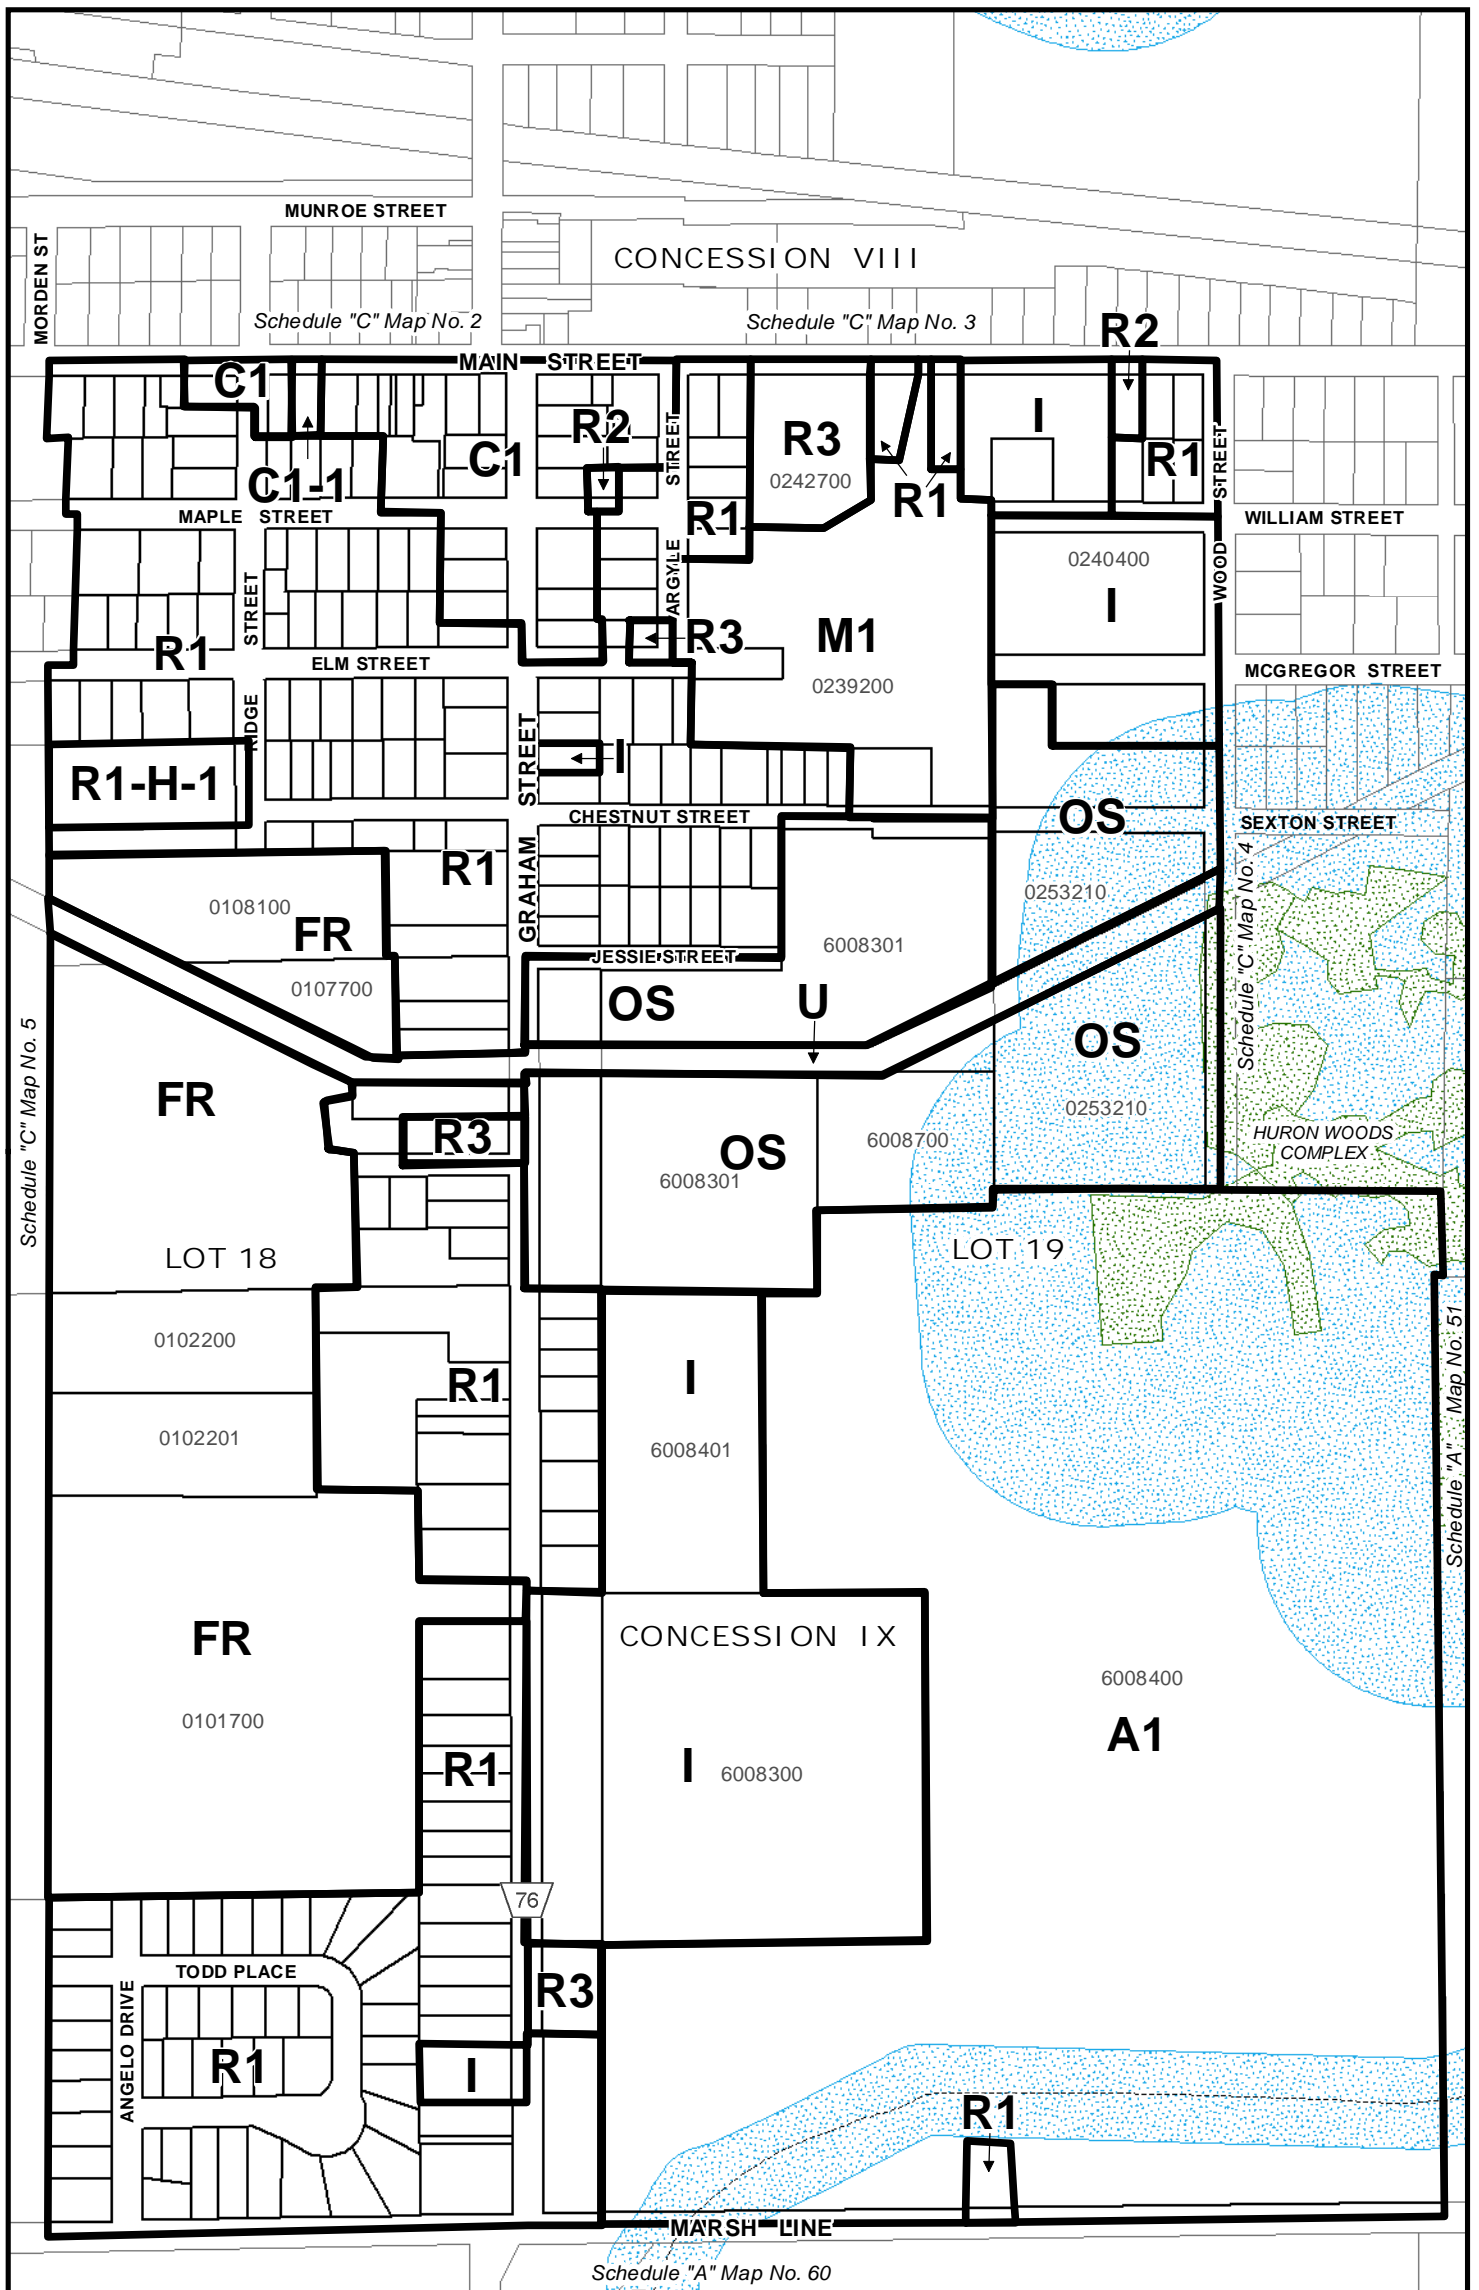 MUNROE STREET
MORDEN ST
CONCESSION VIII
Schedule "C" Map No. 2
Schedule "C" Map No. 3
R2
MAIN STREET
C1
C1-1
C1
R2
STREET
R3
0242700
R1
R1
I
R1
STREET
MAPLE STREET
WILLIAM STREET
0240400
I
WOOD
ARGYLE
STREET
R1
R3
M1
0239200
ELM STREET
MCGREGOR STREET
RIDGE
R1-H-1
STREET
I
CHESTNUT STREET
OS
SEXTON STREET
R1
GRAHAM
0108100
FR
0107700
0253210
6008301
JESSIE STREET
OS
U
OS
Schedule "C" Map No. 4
Schedule "C" Map No. 5
FR
R3
OS
6008301
6008700
0253210
HURON WOODS
COMPLEX
LOT 18
LOT 19
0102200
R1
I
6008401
0102201
Schedule "A" Map No. 51
FR
0101700
CONCESSION IX
6008400
A1
R1
I
6008300
76
TODD PLACE
R3
ANGELO DRIVE
R1
I
R1
MARSH LINE
Schedule "A" Map No. 60